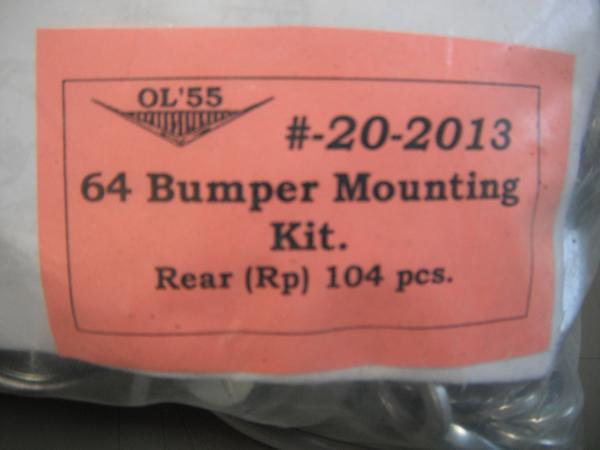 OL'55
#-20-2013
64 Bumper Mounting
Kit.
Rear (Rp) 104 pcs.